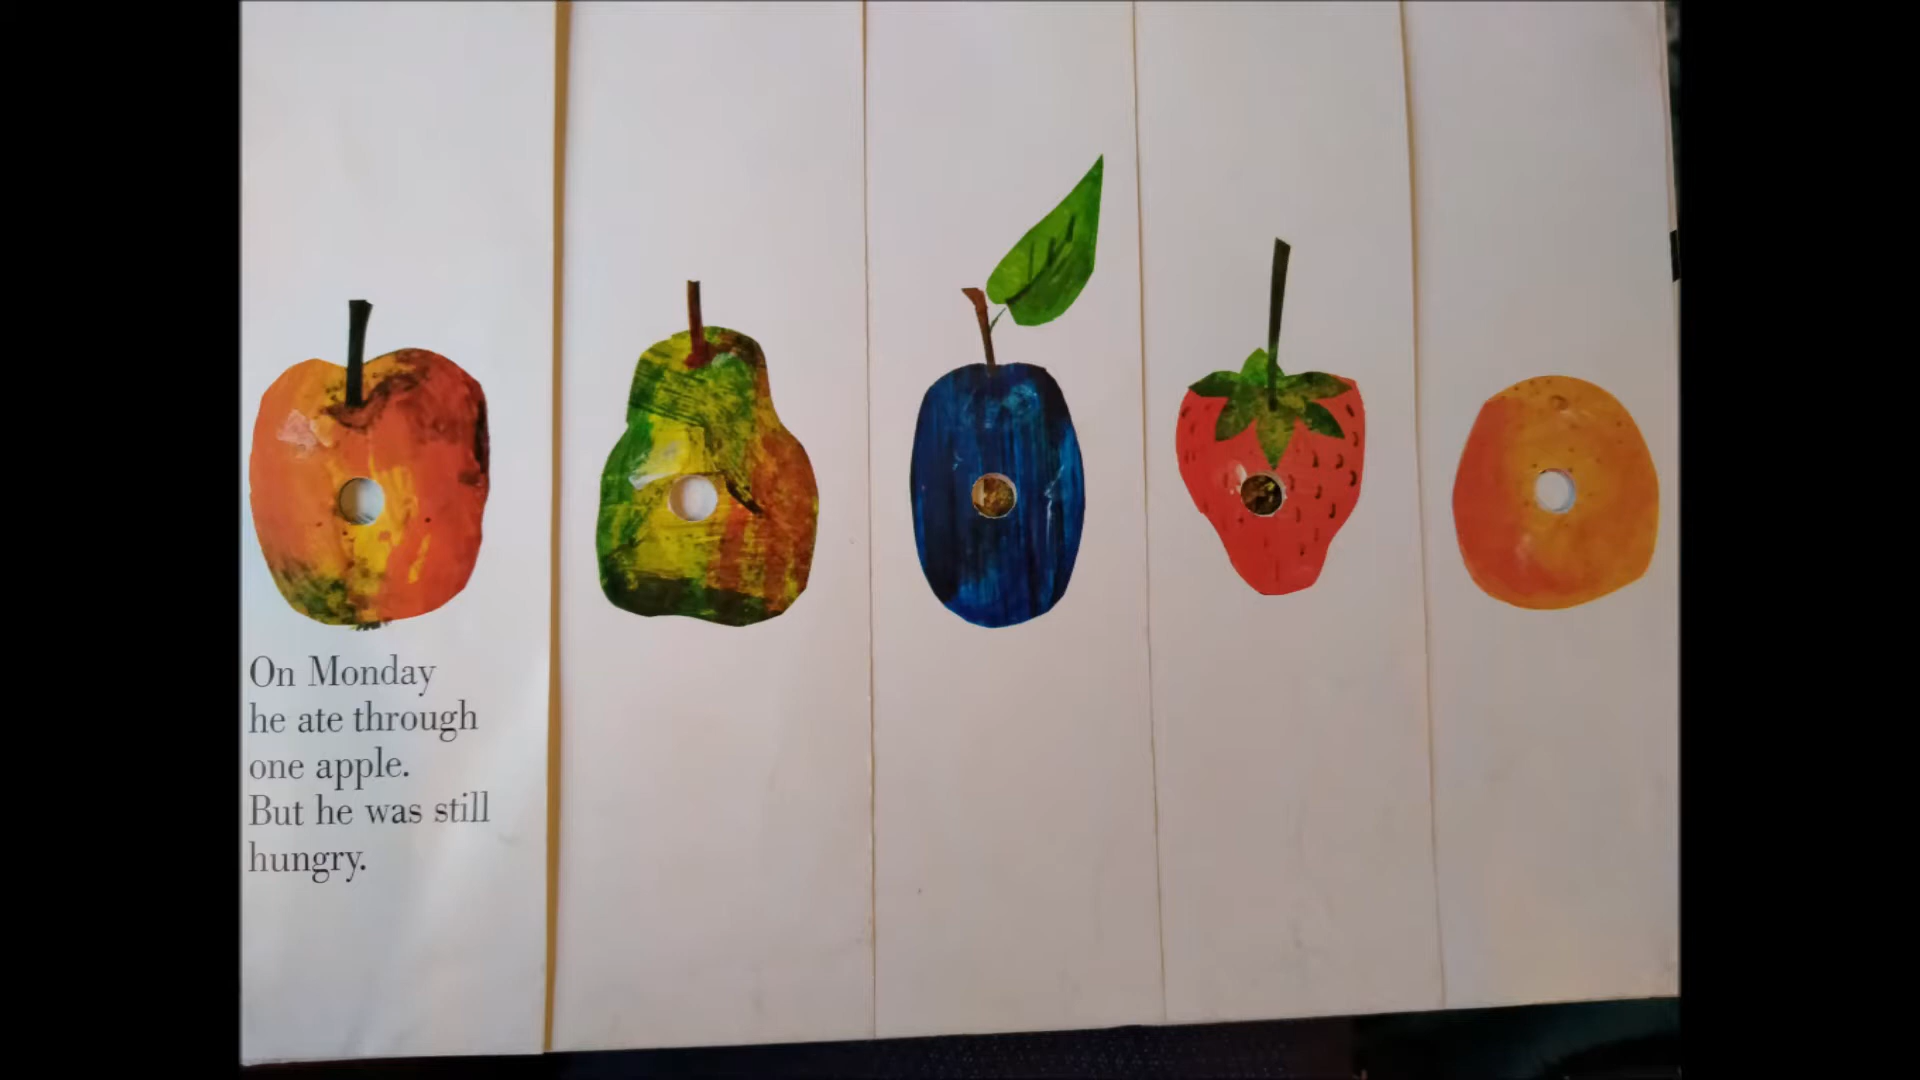 On Monday
he ate through
one apple.
But he was still
hungry.